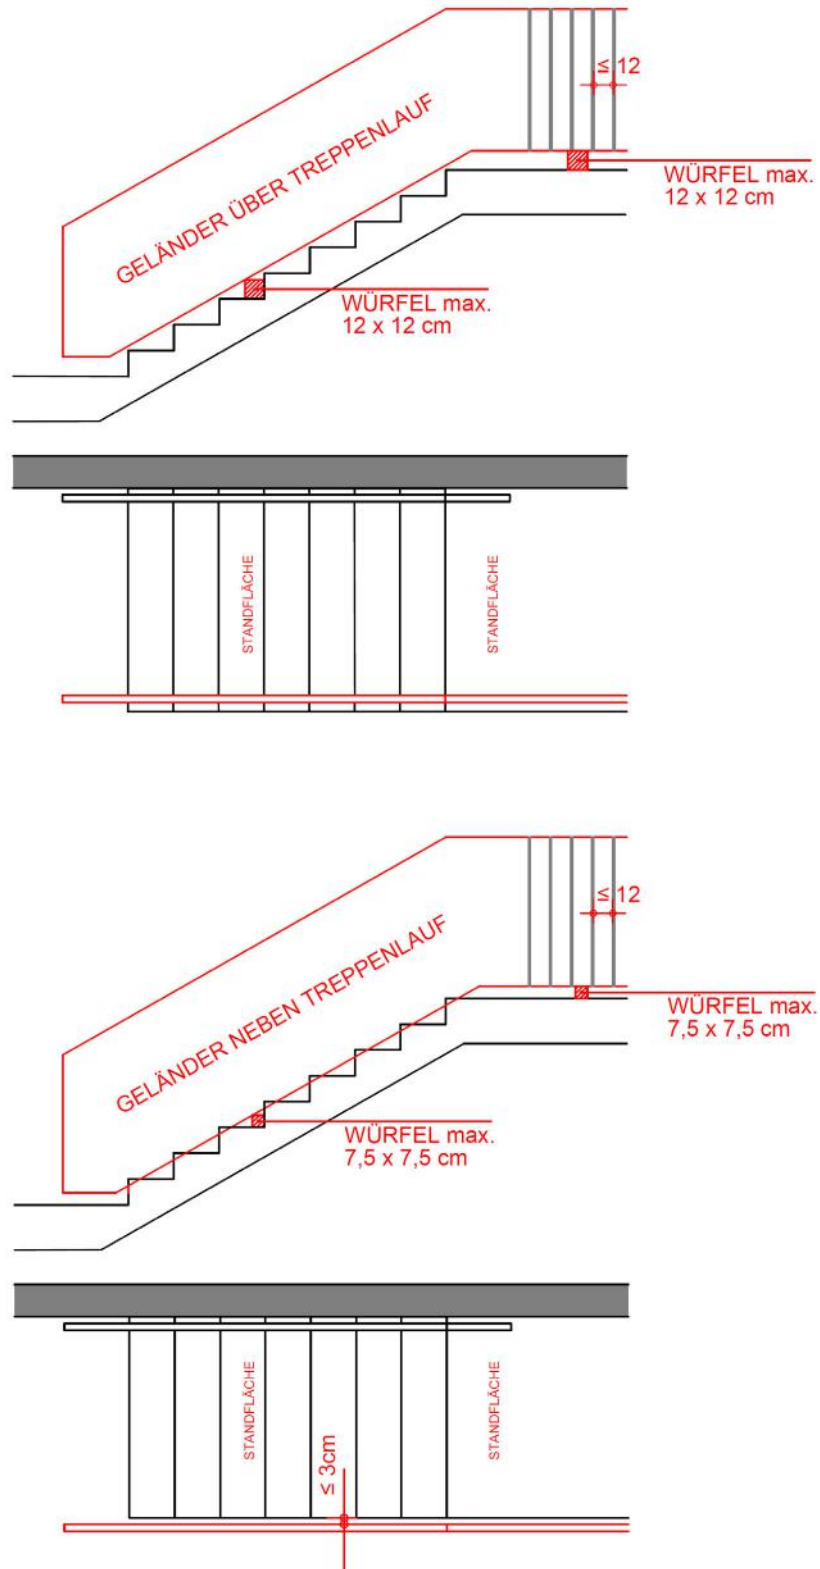 ≤ 12
GELÄNDER ÜBER TREPPENLAUF
WÜRFEL max.
12 x 12 cm
WÜRFEL max.
12 x 12 cm
STANDFLÄCHE
STANDFLÄCHE
≤ 12
GELÄNDER NEBEN TREPPENLAUF
WÜRFEL max.
7,5 x 7,5 cm
WÜRFEL max.
7,5 x 7,5 cm
STANDFLÄCHE
STANDFLÄCHE
≤ 3cm